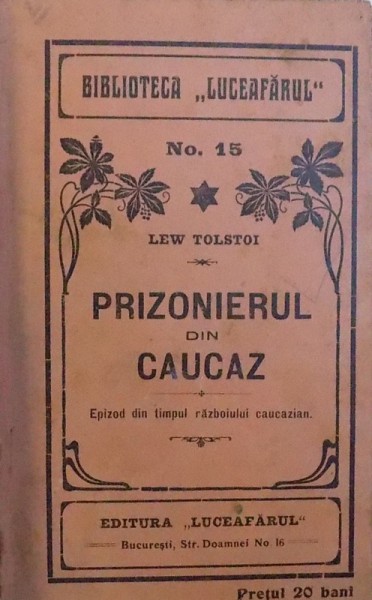 BIBLIOTECA „LUCEAFĂRUL“
No. 15
LEW TOLSTOI
PRIZONIERUL
DIN
CAUCAZ
Epizod din timpul războiului caucazian.
EDITURA „LUCEAFĂRUL“
București, Str. Doamnei No 16
Prețul 20 bani